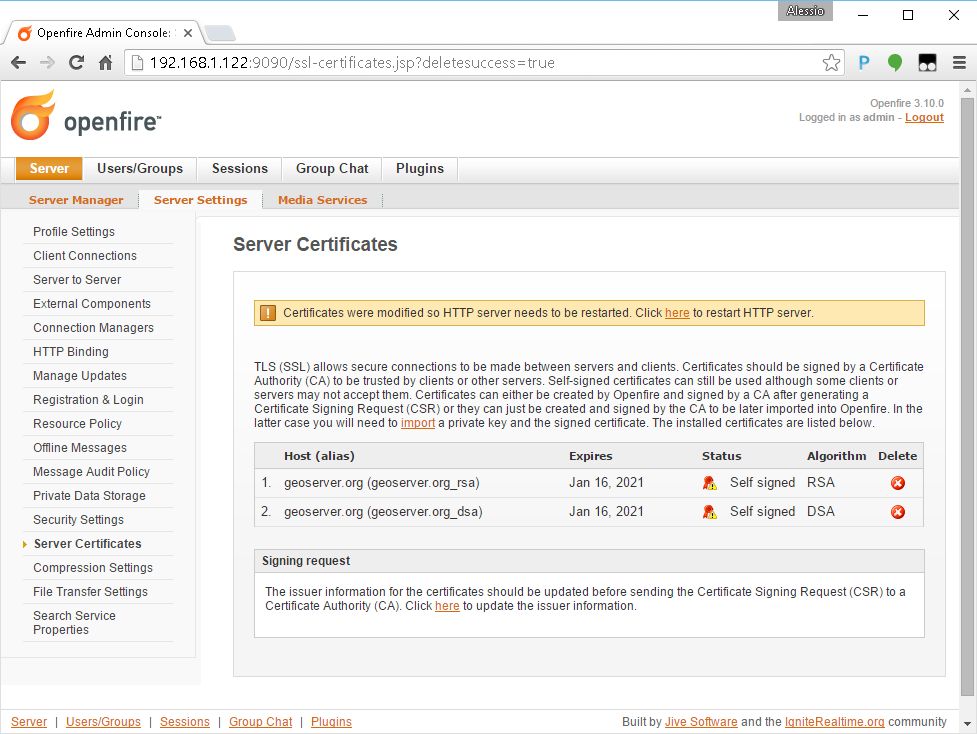 Alessio
Openfire Admin Console:
192.168.1.122:9090/ssl-certificates.jsp?deletesuccess=true
P
openfire™
Openfire 3.10.0
Logged in as admin - Logout
Server Users/Groups Sessions Group Chat Plugins
Server Manager Server Settings Media Services
Profile Settings
Client Connections
Server to Server
External Components
Connection Managers
HTTP Binding
Manage Updates
Registration & Login
Resource Policy
Offline Messages
Message Audit Policy
Private Data Storage
Security Settings
Server Certificates
Compression Settings
File Transfer Settings
Search Service
Properties
Server Certificates
Certificates were modified so HTTP server needs to be restarted. Click here to restart HTTP server.
TLS (SSL) allows secure connections to be made between servers and clients. Certificates should be signed by a Certificate
Authority (CA) to be trusted by clients or other servers. Self-signed certificates can still be used although some clients or
servers may not accept them. Certificates can either be created by Openfire and signed by a CA after generating a
Certificate Signing Request (CSR) or they can just be created and signed by the CA to be later imported into Openfire. In the
latter case you will need to import a private key and the signed certificate. The installed certificates are listed below.
Host (alias) Expires Status Algorithm Delete
1. geoserver.org (geoserver.org_rsa) Jan 16, 2021 Self signed RSA
2. geoserver.org (geoserver.org_dsa) Jan 16, 2021 Self signed DSA
Signing request
The issuer information for the certificates should be updated before sending the Certificate Signing Request (CSR) to a
Certificate Authority (CA). Click here to update the issuer information.
Server | Users/Groups | Sessions | Group Chat | Plugins
Built by Jive Software and the IgniteRealtime.org community